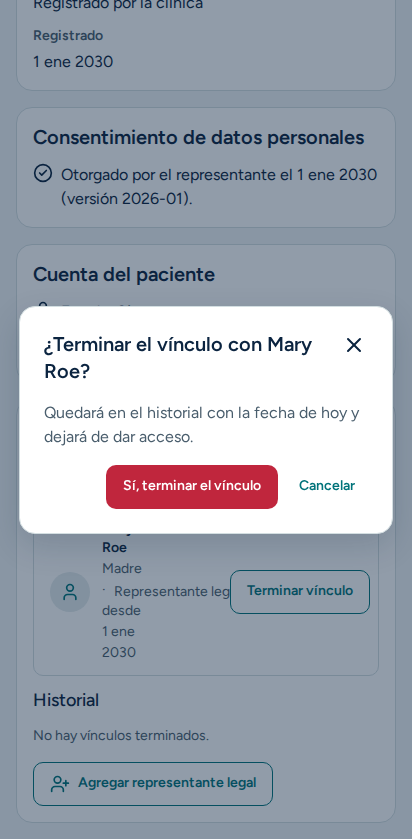 Registrado por la clínica
Registrado
1 ene 2030
Consentimiento de datos personales
Otorgado por el representante el 1 ene 2030
(versión 2026-01).
Cuenta del paciente
¿Terminar el vínculo con Mary
Roe?
Quedará en el historial con la fecha de hoy y
dejará de dar acceso.
Sí, terminar el vínculo
Cancelar
Roe
Madre
· Representante leg
desde
1 ene
2030
Terminar vínculo
Historial
No hay vínculos terminados.
Agregar representante legal